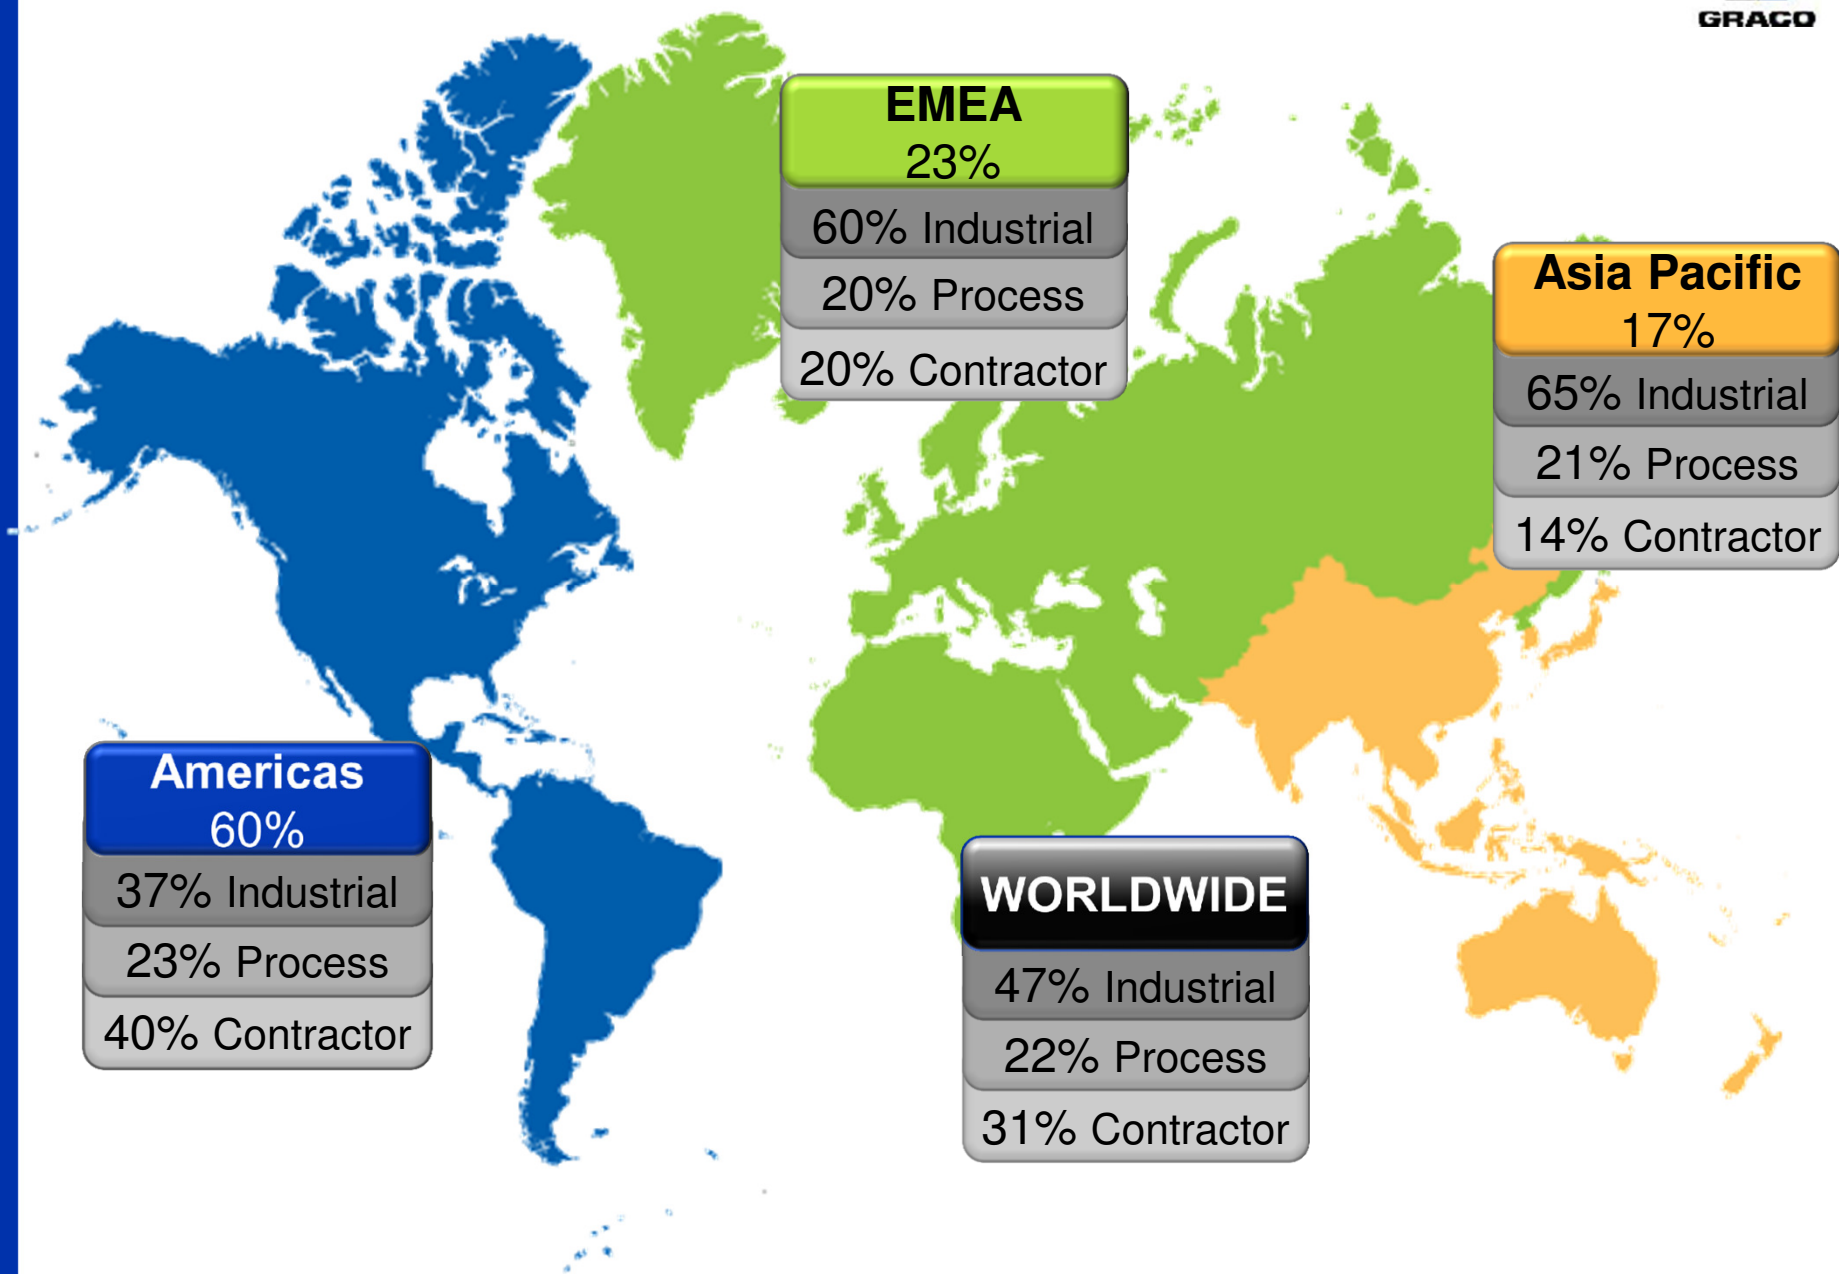 GRACO
EMEA
23%
60% Industrial
20% Process
20% Contractor
Asia Pacific
17%
65% Industrial
21% Process
14% Contractor
Americas
60%
37% Industrial
23% Process
40% Contractor
WORLDWIDE
47% Industrial
22% Process
31% Contractor